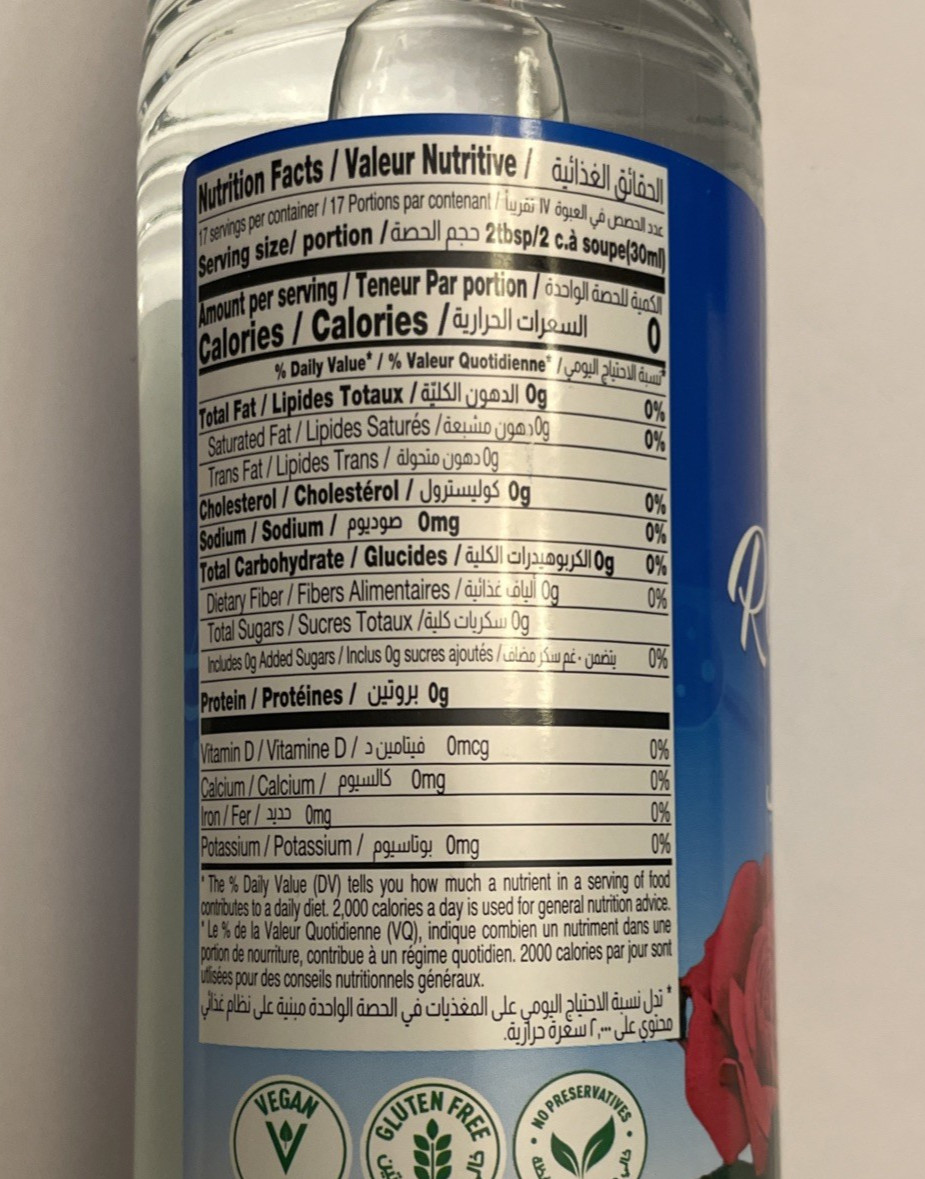 Nutrition Facts / Valeur Nutritive / الحقائق الغذائية
17 servings per container / 17 Portions par contenant / عدد الحصص في العبوة ١٧ تقريباً
Serving size/ portion / حجم الحصة 2tbsp/2 c.à soupe(30ml)
Amount per serving / Teneur Par portion / الكمية للحصة الواحدة
Calories / Calories / السعرات الحرارية 0
% Daily Value* / % Valeur Quotidienne* / نسبة الاحتياج اليومي*
Total Fat / Lipides Totaux / الدهون الكليّة 0g 0%
Saturated Fat / Lipides Saturés / دهون مشبعة 0g 0%
Trans Fat / Lipides Trans / دهون متحولة 0g
Cholesterol / Cholestérol / كوليسترول 0g 0%
Sodium / Sodium / صوديوم 0mg 0%
Total Carbohydrate / Glucides / الكربوهيدرات الكلية 0g 0%
Dietary Fiber / Fibers Alimentaires / ألياف غذائية 0g 0%
Total Sugars / Sucres Totaux / سكريات كلية 0g
Includes 0g Added Sugars / Inclus 0g sucres ajoutés / يتضمن ٠ غم سكر مضاف 0%
Protein / Protéines / بروتين 0g
Vitamin D / Vitamine D / فيتامين د 0mcg 0%
Calcium / Calcium / كالسيوم 0mg 0%
Iron / Fer / حديد 0mg 0%
Potassium / Potassium / بوتاسيوم 0mg 0%
* The % Daily Value (DV) tells you how much a nutrient in a serving of food
contributes to a daily diet. 2,000 calories a day is used for general nutrition advice.
* Le % de la Valeur Quotidienne (VQ), indique combien un nutriment dans une
portion de nourriture, contribue à un régime quotidien. 2000 calories par jour sont
utilisées pour des conseils nutritionnels généraux.
* تدل نسبة الاحتياج اليومي على المغذيات في الحصة الواحدة مبنية على نظام غذائي
محتوي على ٢,٠٠٠ سعرة حرارية.
VEGAN
GLUTEN FREE
NO PRESERVATIVES